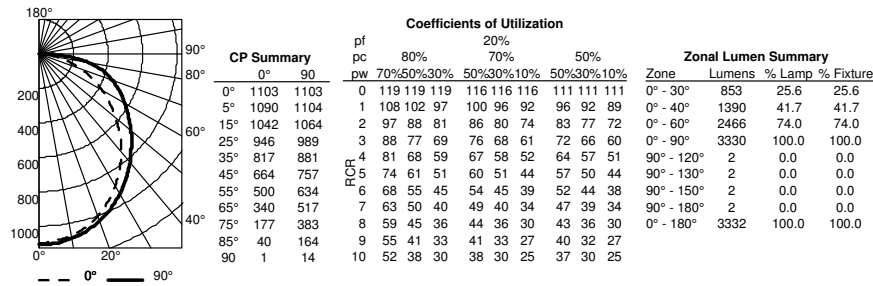 180°
90°
80°
200
400
60°
600
800
40°
1000
0°
20°
0°
90°
CP Summary
0° 90
0° 1103 1103
5° 1090 1104
15° 1042 1064
25° 946 989
35° 817 881
45° 664 757
55° 500 634
65° 340 517
75° 177 383
85° 40 164
90 1 14
Coefficients of Utilization
pf 20%
pc 80% 70% 50%
pw 70%50%30% 50%30%10% 50%30%10%
RCR
0 119 119 119 116 116 116 111 111 111
1 108 102 97 100 96 92 96 92 89
2 97 88 81 86 80 74 83 77 72
3 88 77 69 76 68 61 72 66 60
4 81 68 59 67 58 52 64 57 51
5 74 61 51 60 51 44 57 50 44
6 68 55 45 54 45 39 52 44 38
7 63 50 40 49 40 34 47 39 34
8 59 45 36 44 36 30 43 36 30
9 55 41 33 41 33 27 40 32 27
10 52 38 30 38 30 25 37 30 25
Zonal Lumen Summary
Zone Lumens % Lamp % Fixture
0° - 30° 853 25.6 25.6
0° - 40° 1390 41.7 41.7
0° - 60° 2466 74.0 74.0
0° - 90° 3330 100.0 100.0
90° - 120° 2 0.0 0.0
90° - 130° 2 0.0 0.0
90° - 150° 2 0.0 0.0
90° - 180° 2 0.0 0.0
0° - 180° 3332 100.0 100.0